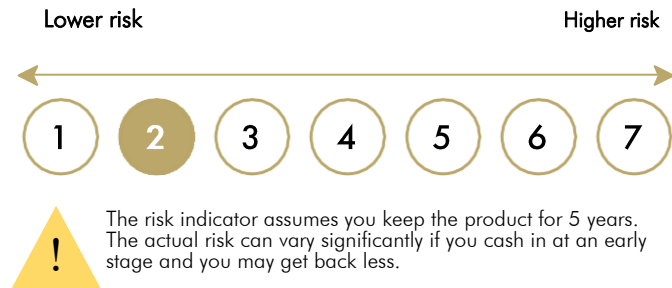 Lower risk
Higher risk
1 2 3 4 5 6 7
! The risk indicator assumes you keep the product for 5 years.
The actual risk can vary significantly if you cash in at an early
stage and you may get back less.